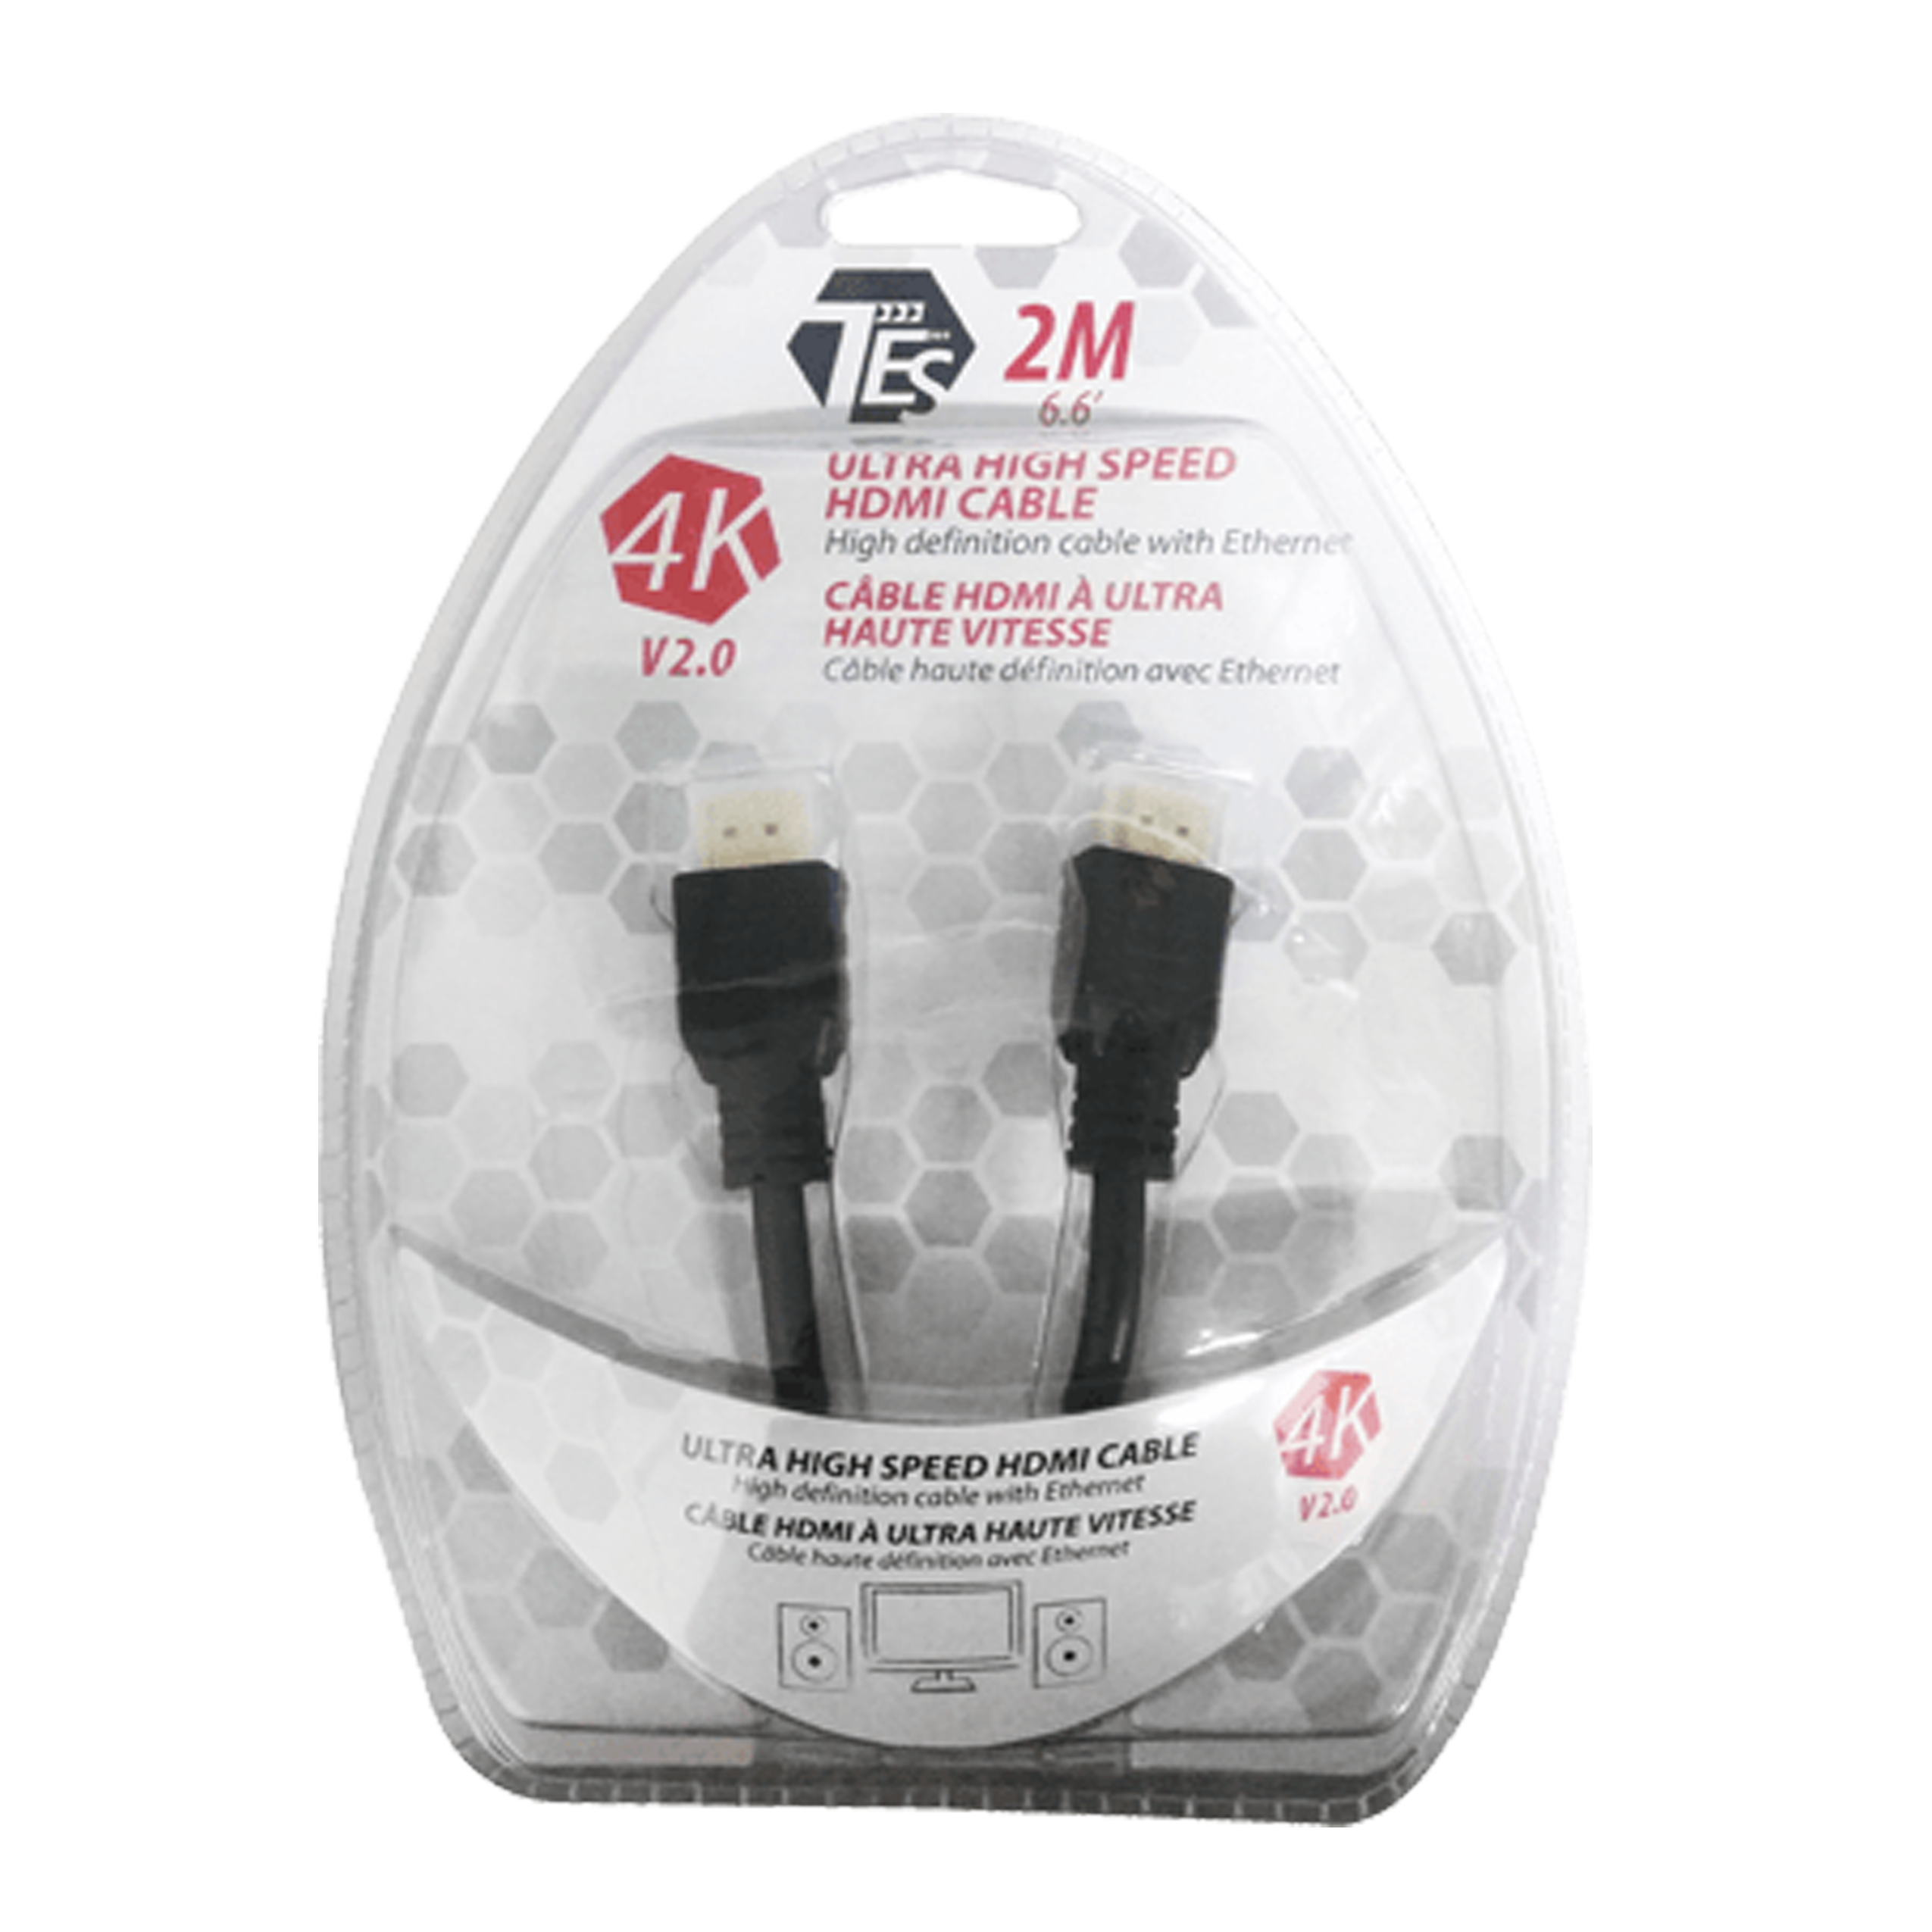 TES
2M
6.6'
4K
V2.0
ULTRA HIGH SPEED
HDMI CABLE
High definition cable with Ethernet
CÂBLE HDMI À ULTRA
HAUTE VITESSE
Câble haute définition avec Ethernet
ULTRA HIGH SPEED HDMI CABLE
High definition cable with Ethernet
CÂBLE HDMI À ULTRA HAUTE VITESSE
Câble haute définition avec Ethernet
4K
V2.0